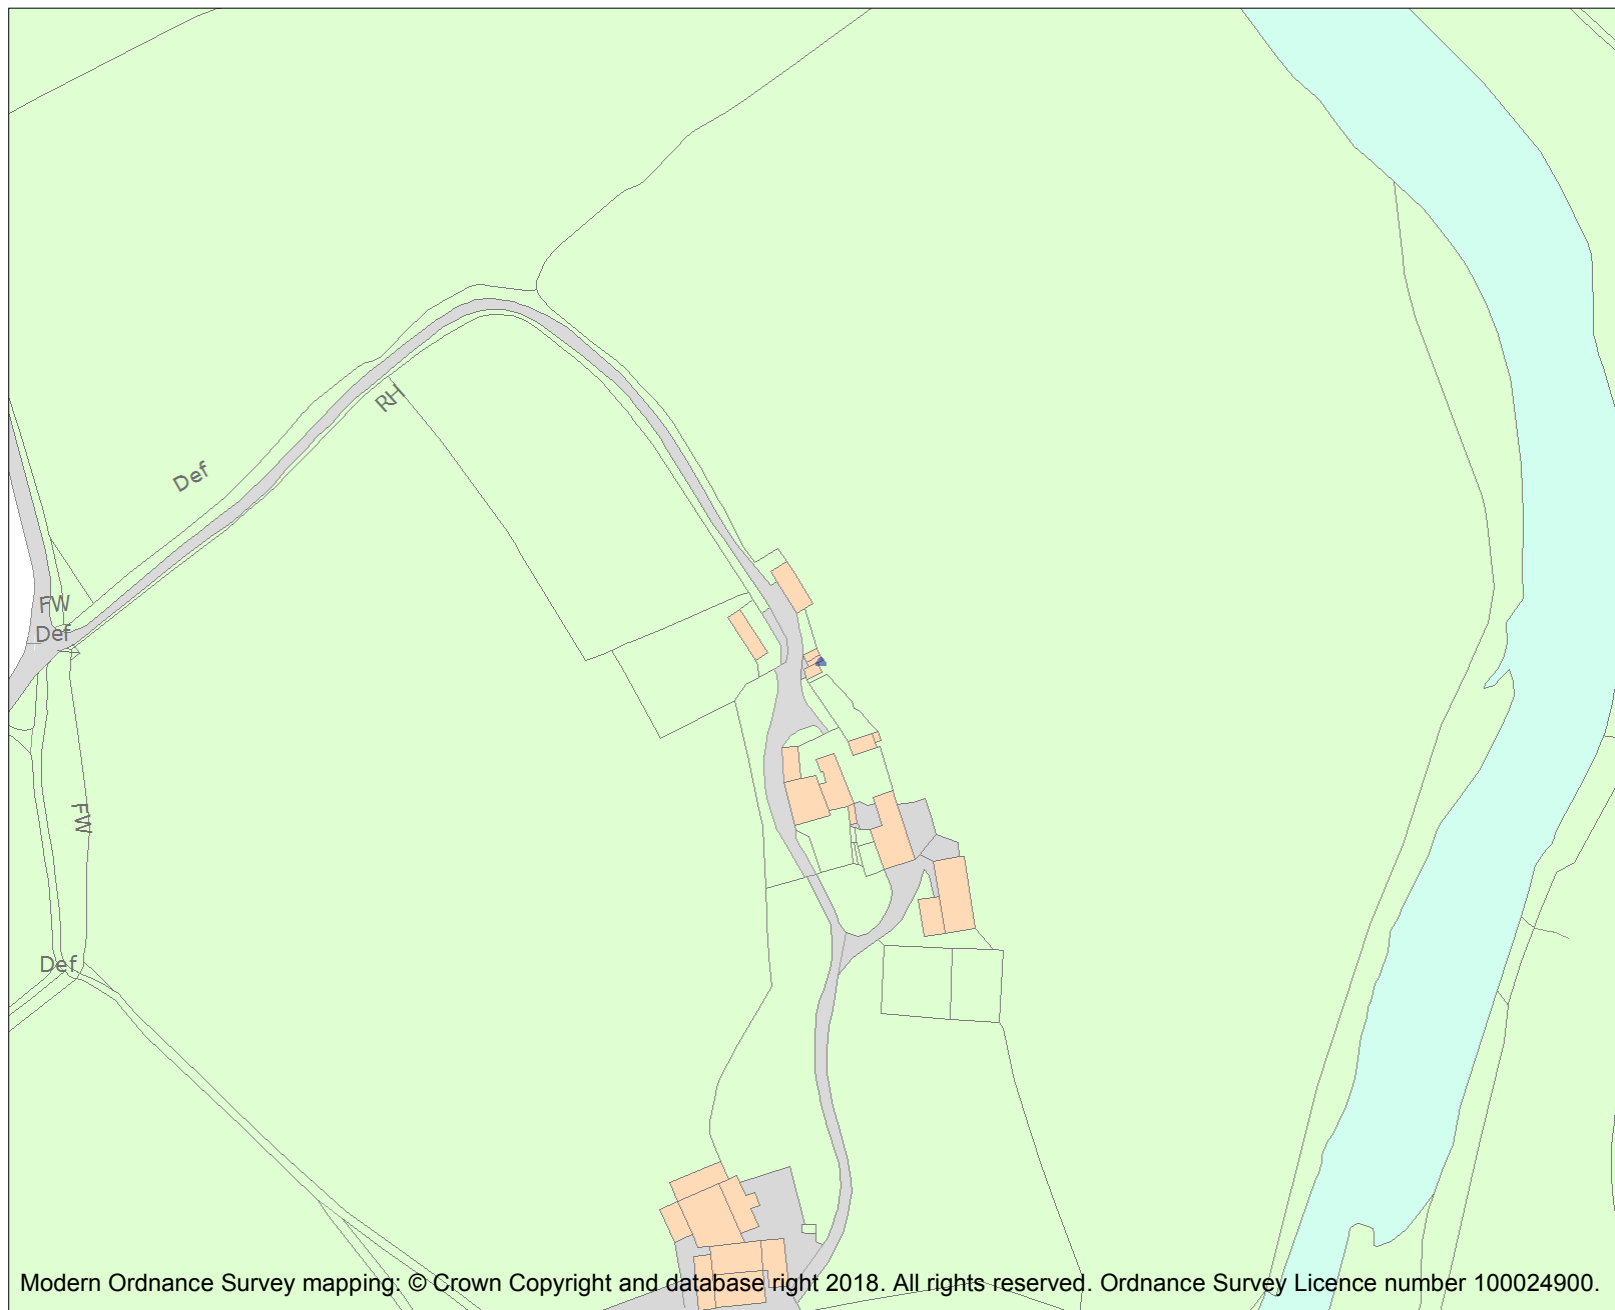 RH
Def
FW
Def
FW
Def
Modern Ordnance Survey mapping: © Crown Copyright and database right 2018. All rights reserved. Ordnance Survey Licence number 100024900.